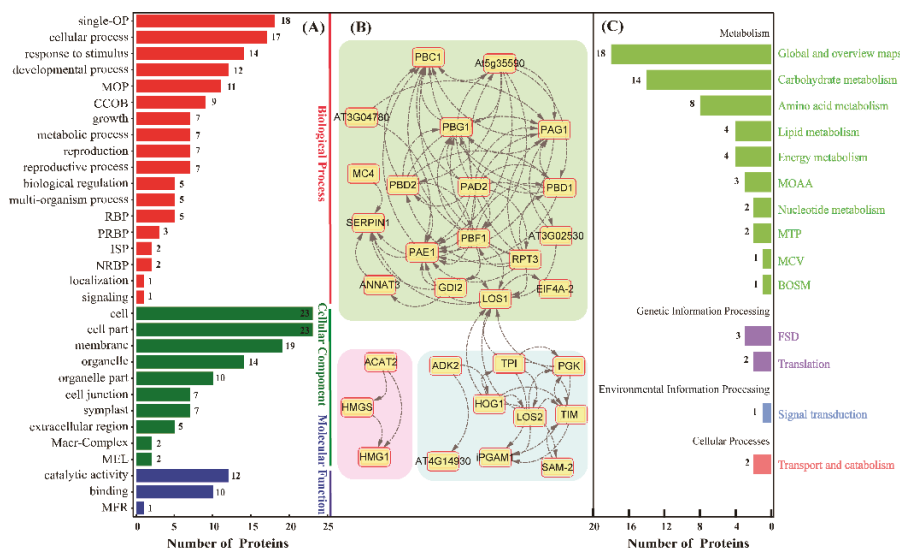 (A)
single-OP 18
cellular process 17
response to stimulus 14
developmental process 12
MOP 11
CCOB 9
growth 7
metabolic process 7
reproduction 7
reproductive process 7
biological regulation 5
multi-organism process 5
RBP 5
PRBP 3
ISP 2
NRBP 2
localization 1
signaling 1
Biological Process
cell 23
cell part 23
membrane 19
organelle 14
organelle part 10
cell junction 7
symplast 7
extracellular region 5
Macr-Complex 2
MEL 2
Cellular Component
catalytic activity 12
binding 10
MFR 1
Molecular Function
0 5 10 15 20 25
Number of Proteins
(B)
PBC1
At5g35590
AT3G04780
PBG1
PAG1
MC4
PBD2
PAD2
PBD1
SERPIN1
PAE1
PBF1
AT3G02530
RPT3
ANNAT3
GDI2
LOS1
EIF4A-2
ACAT2
HMGS
HMG1
ADK2
TPI
PGK
HOG1
LOS2
TIM
AT4G14930
iPGAM1
SAM-2
(C)
Metabolism
18 Global and overview maps
14 Carbohydrate metabolism
8 Amino acid metabolism
4 Lipid metabolism
4 Energy metabolism
3 MOAA
2 Nucleotide metabolism
2 MTP
1 MCV
1 BOSM
Genetic Information Processing
3 FSD
2 Translation
Environmental Information Processing
1 Signal transduction
Cellular Processes
2 Transport and catabolism
20 16 12 8 4 0
Number of Proteins